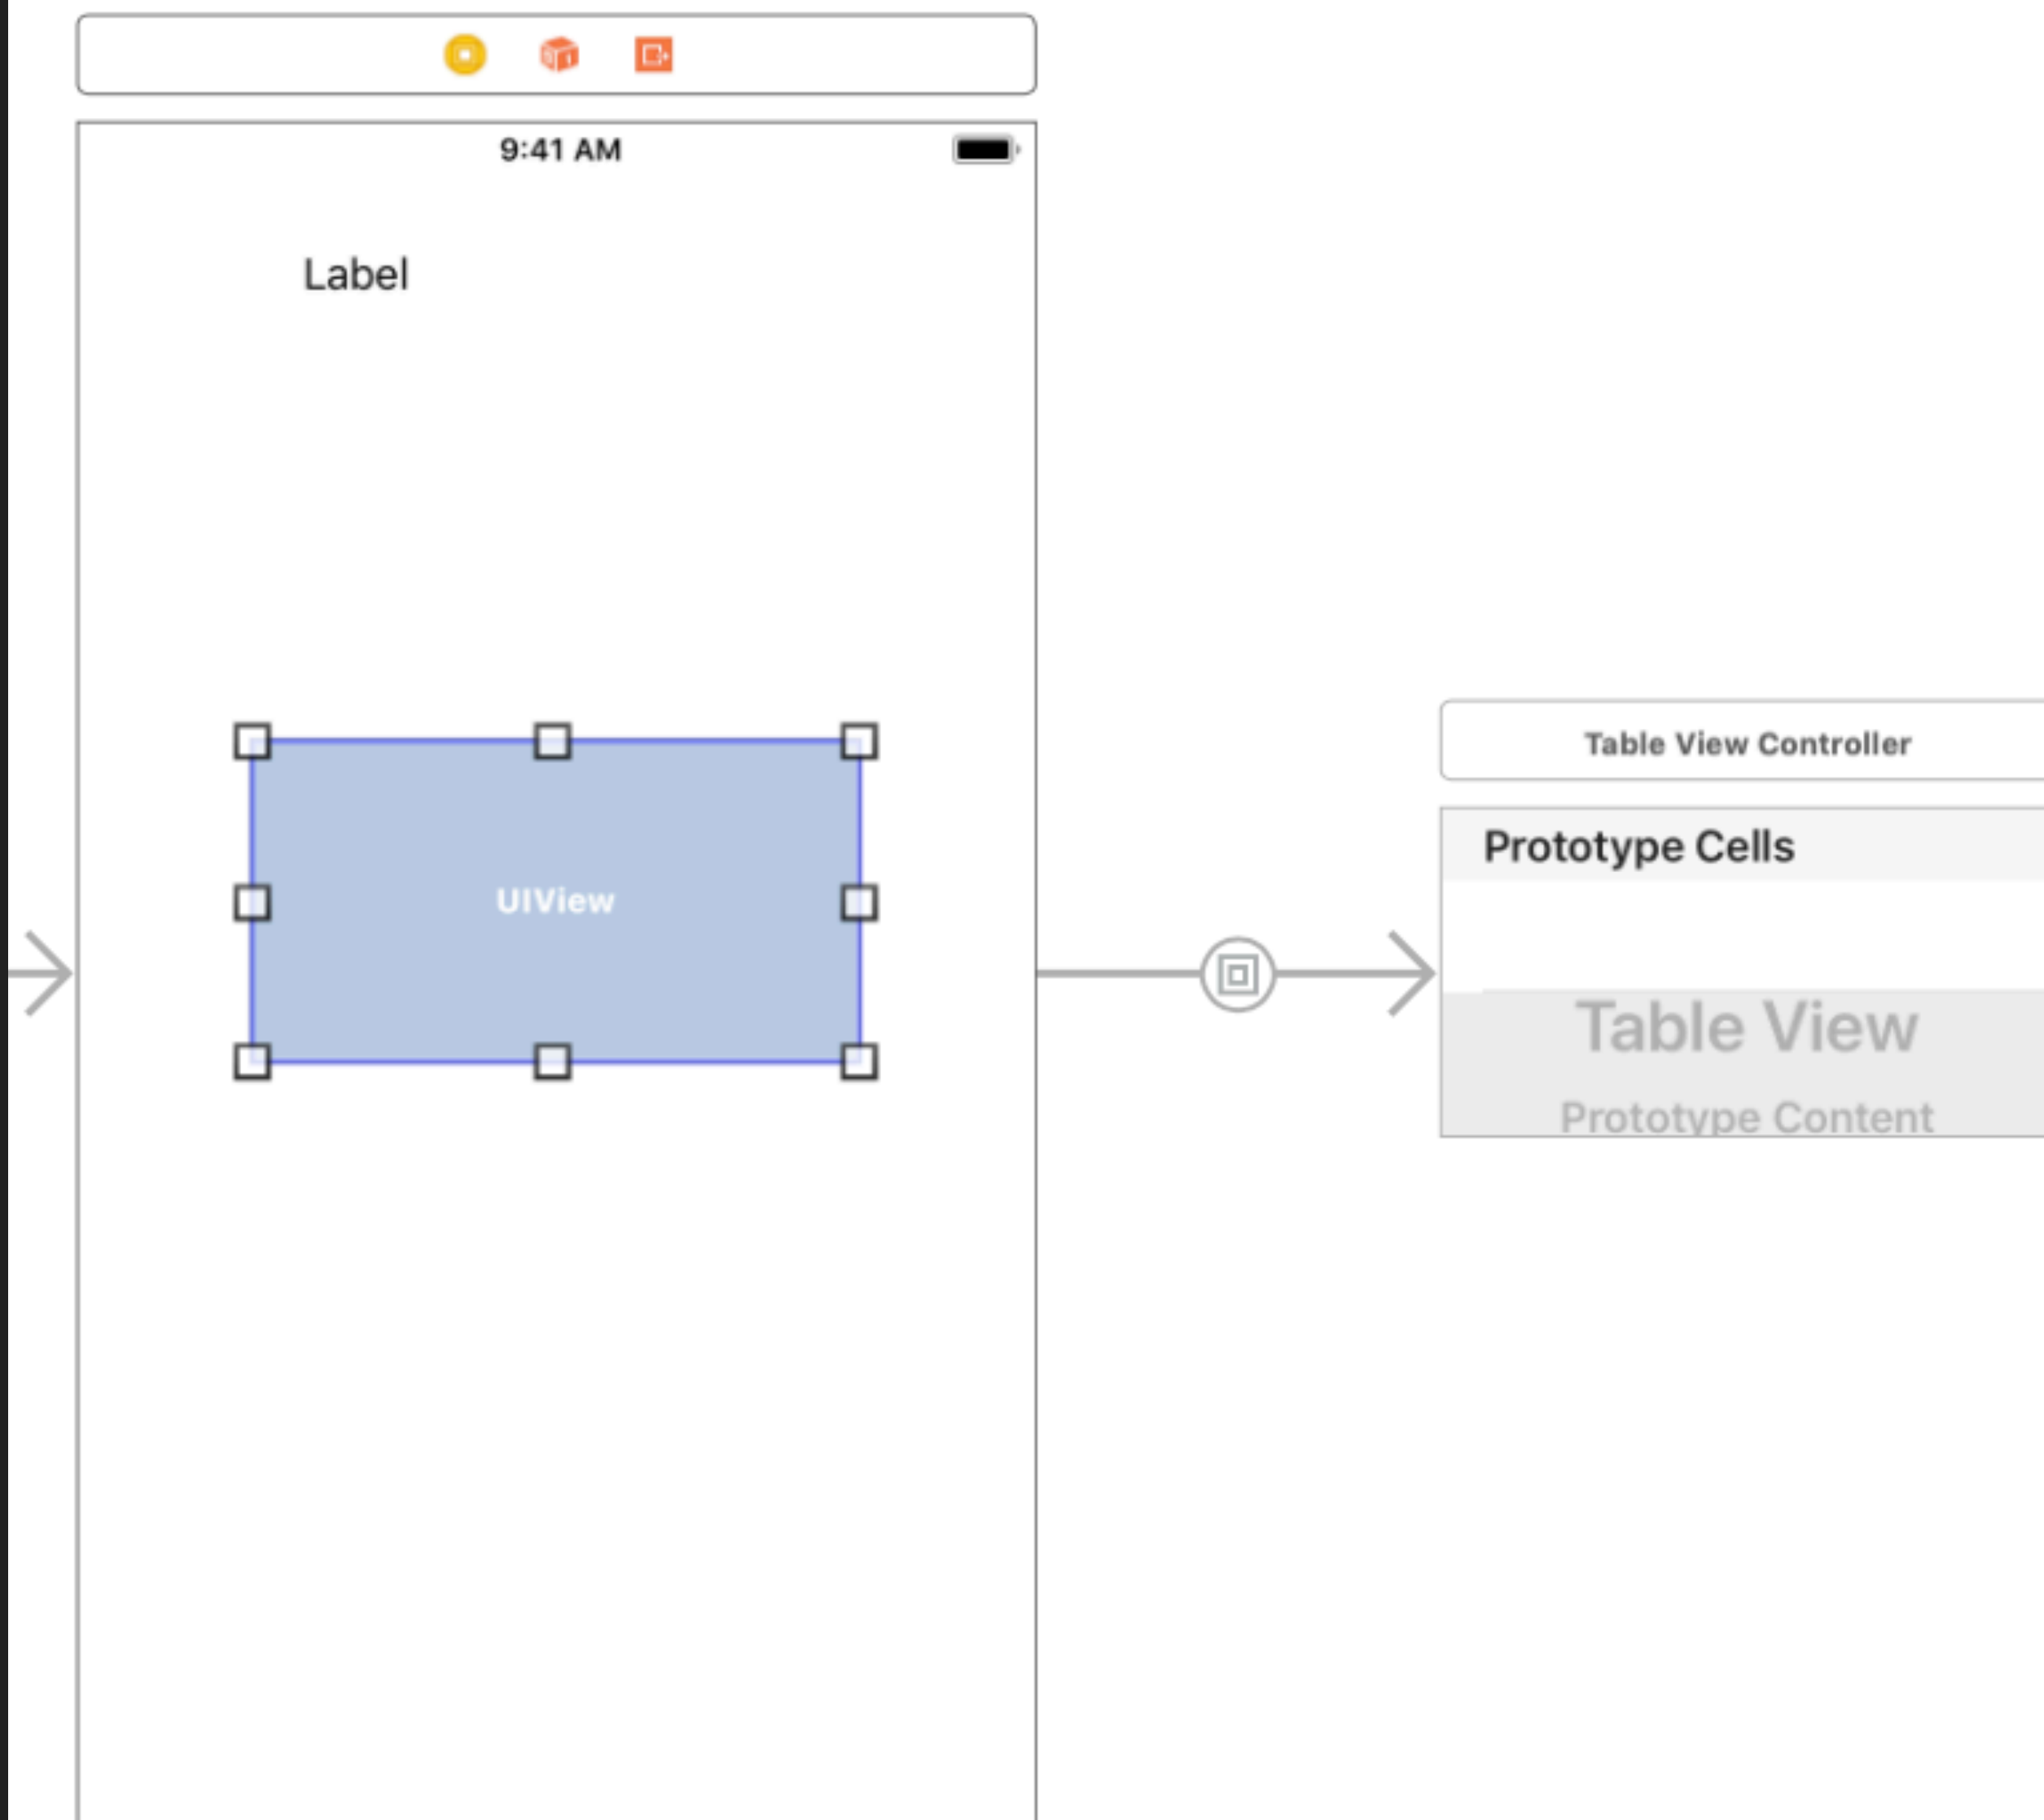 9:41 AM
Label
UIView
Table View Controller
Prototype Cells
Table View
Prototype Content